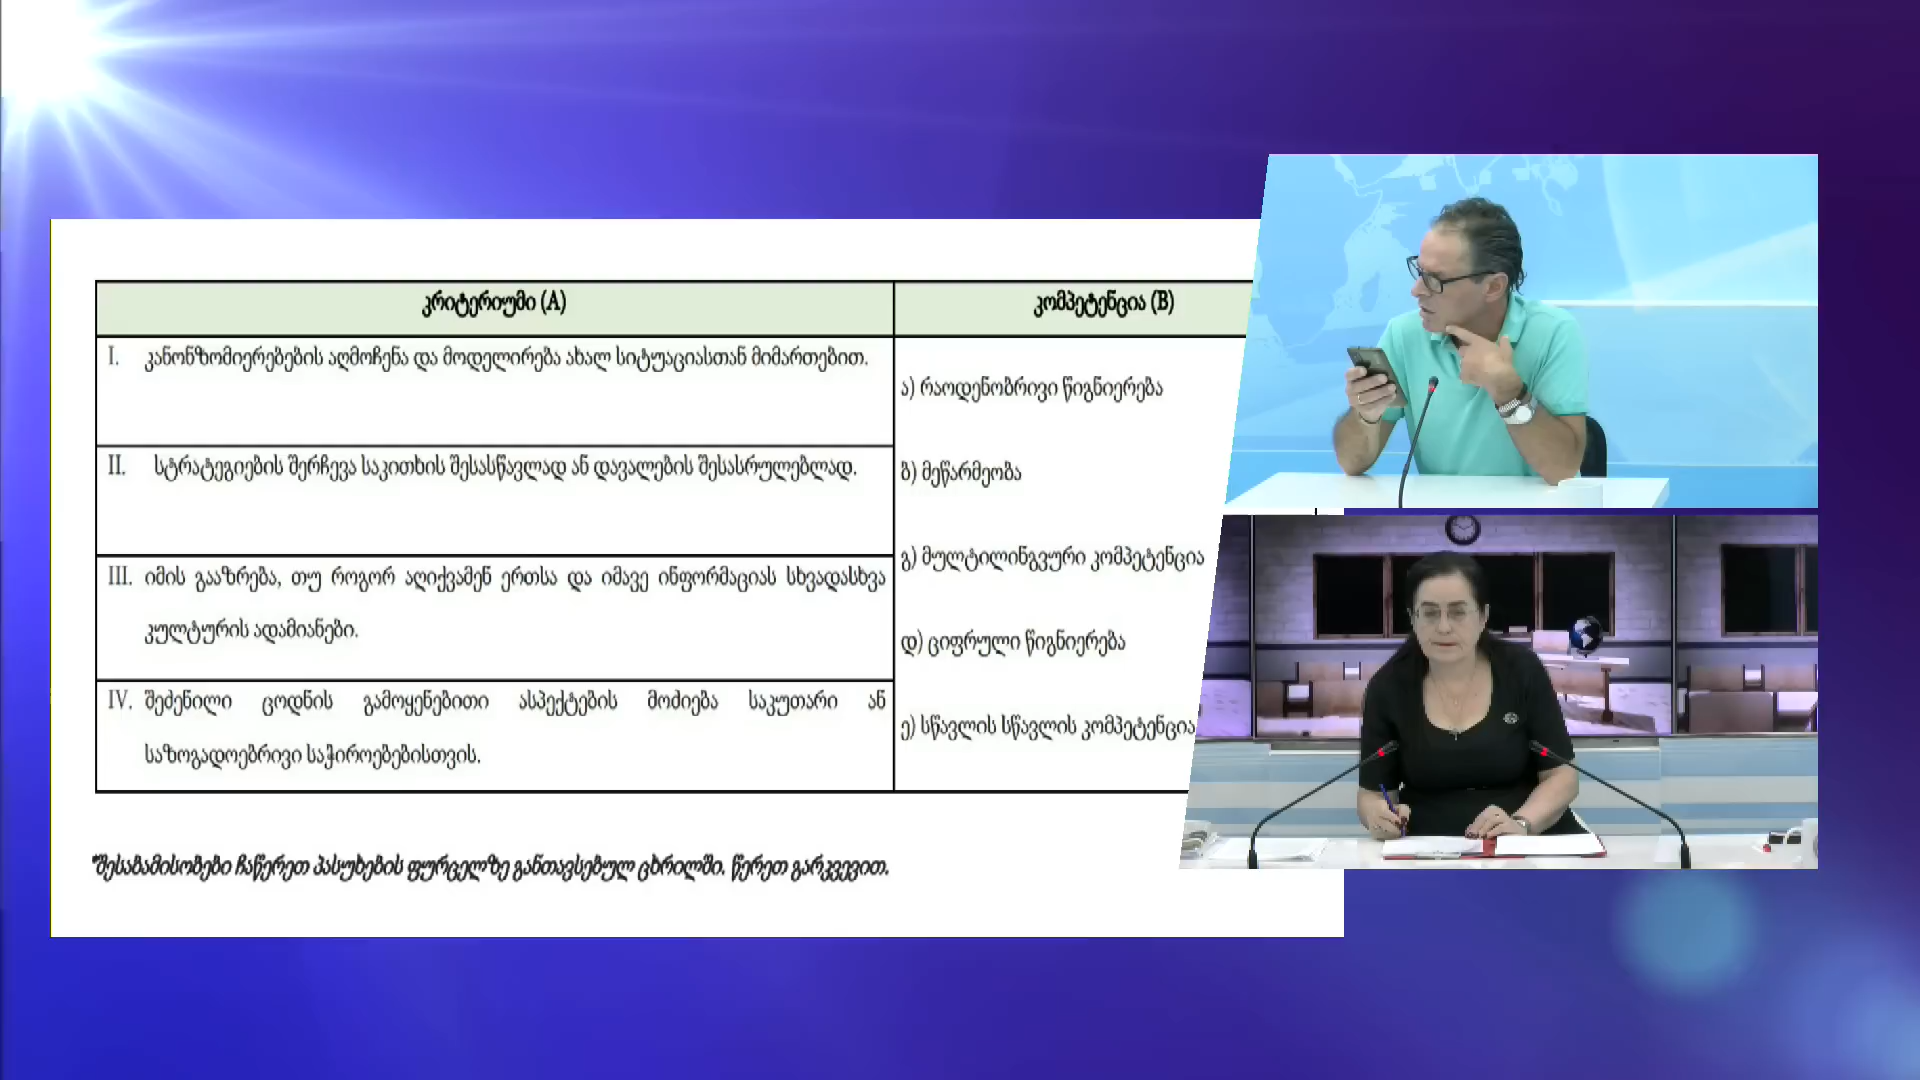 კრიტერიუმი (A)
კომპეტენცია (B)
I. კანონზომიერებების აღმოჩენა და მოდელირება ახალ სიტუაციასთან მიმართებით.
II. სტრატეგიების შერჩევა საკითხის შესასწავლად ან დავალების შესასრულებლად.
III. იმის გააზრება, თუ როგორ აღიქვამენ ერთსა და იმავე ინფორმაციას სხვადასხვა
კულტურის ადამიანები.
IV. შეძენილი ცოდნის გამოყენებითი ასპექტების მოძიება საკუთარი ან
საზოგადოებრივი საჭიროებებისთვის.
ა) რაოდენობრივი წიგნიერება
ბ) მეწარმეობა
გ) მულტილინგვური კომპეტენცია
დ) ციფრული წიგნიერება
ე) სწავლის სწავლის კომპეტენცია
*შესაბამისობები ჩაწერეთ პასუხების ფურცელზე განთავსებულ ცხრილში. წერეთ გარკვევით.